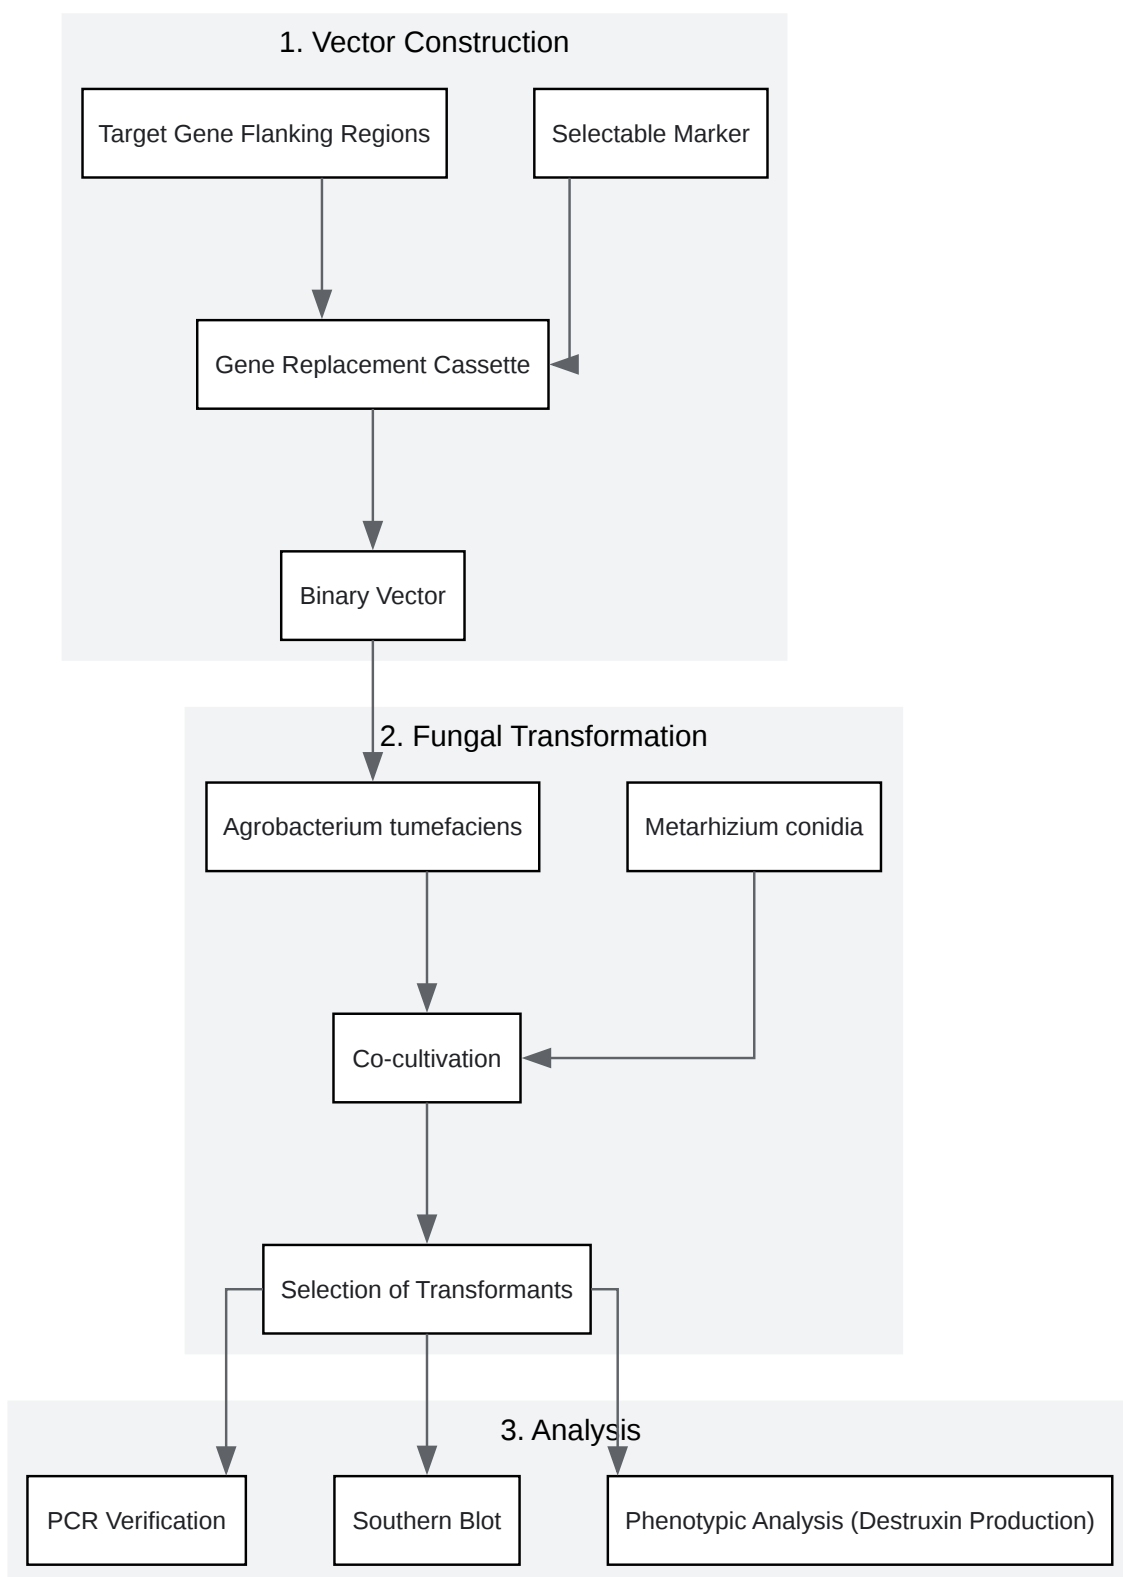 1. Vector Construction
Target Gene Flanking Regions
Selectable Marker
Gene Replacement Cassette
Binary Vector
2. Fungal Transformation
Agrobacterium tumefaciens
Metarhizium conidia
Co-cultivation
Selection of Transformants
3. Analysis
PCR Verification
Southern Blot
Phenotypic Analysis (Destruxin Production)